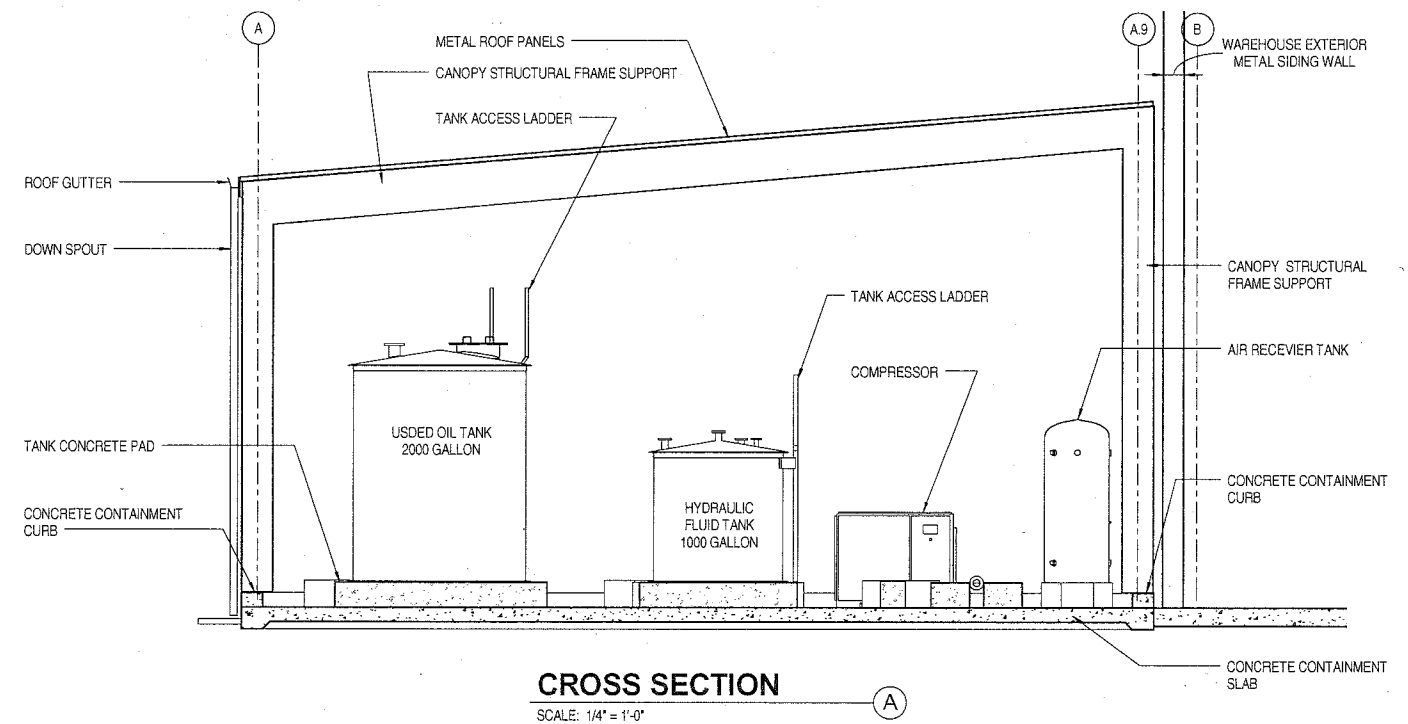 A
A.9
B
METAL ROOF PANELS
WAREHOUSE EXTERIOR
METAL SIDING WALL
CANOPY STRUCTURAL FRAME SUPPORT
TANK ACCESS LADDER
ROOF GUTTER
DOWN SPOUT
CANOPY STRUCTURAL
FRAME SUPPORT
TANK ACCESS LADDER
AIR RECEVIER TANK
COMPRESSOR
USDED OIL TANK
2000 GALLON
TANK CONCRETE PAD
CONCRETE CONTAINMENT
CURB
HYDRAULIC
FLUID TANK
1000 GALLON
CONCRETE CONTAINMENT
CURB
CONCRETE CONTAINMENT
SLAB
CROSS SECTION
A
SCALE: 1/4" = 1'-0"